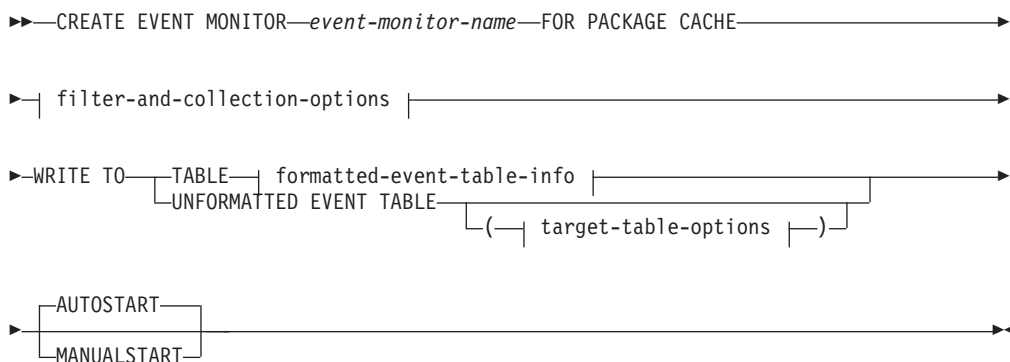 CREATE EVENT MONITOR event-monitor-name FOR PACKAGE CACHE
filter-and-collection-options
WRITE TO TABLE formatted-event-table-info
UNFORMATTED EVENT TABLE
( target-table-options )
AUTOSTART
MANUALSTART